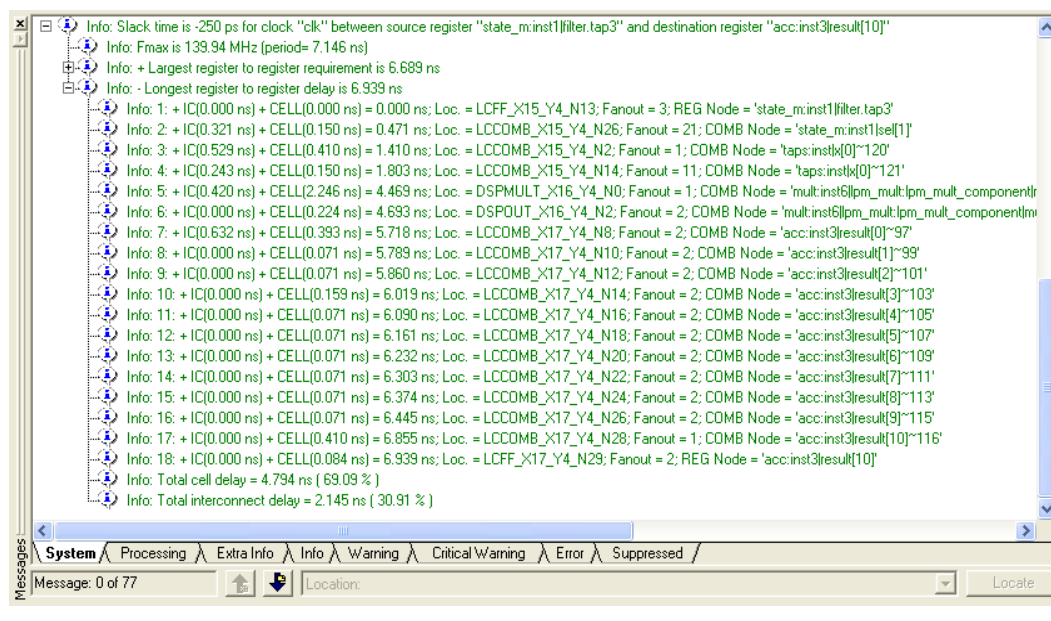 Info: Slack time is -250 ps for clock "clk" between source register "state_m:inst1|filter.tap3" and destination register "acc:inst3|result[10]"
Info: Fmax is 139.94 MHz (period= 7.146 ns)
Info: + Largest register to register requirement is 6.689 ns
Info: - Longest register to register delay is 6.939 ns
Info: 1: + IC(0.000 ns) + CELL(0.000 ns) = 0.000 ns; Loc. = LCFF_X15_Y4_N13; Fanout = 3; REG Node = 'state_m:inst1|filter.tap3'
Info: 2: + IC(0.321 ns) + CELL(0.150 ns) = 0.471 ns; Loc. = LCCOMB_X15_Y4_N26; Fanout = 21; COMB Node = 'state_m:inst1|sel[1]'
Info: 3: + IC(0.529 ns) + CELL(0.410 ns) = 1.410 ns; Loc. = LCCOMB_X15_Y4_N2; Fanout = 1; COMB Node = 'taps:inst|x[0]~120'
Info: 4: + IC(0.243 ns) + CELL(0.150 ns) = 1.803 ns; Loc. = LCCOMB_X15_Y4_N14; Fanout = 11; COMB Node = 'taps:inst|x[0]~121'
Info: 5: + IC(0.420 ns) + CELL(2.246 ns) = 4.469 ns; Loc. = DSPMULT_X16_Y4_N0; Fanout = 1; COMB Node = 'mult:inst6|lpm_mult:lpm_mult_component|
Info: 6: + IC(0.000 ns) + CELL(0.224 ns) = 4.693 ns; Loc. = DSPOUT_X16_Y4_N2; Fanout = 2; COMB Node = 'mult:inst6|lpm_mult:lpm_mult_component|mu
Info: 7: + IC(0.632 ns) + CELL(0.393 ns) = 5.718 ns; Loc. = LCCOMB_X17_Y4_N8; Fanout = 2; COMB Node = 'acc:inst3|result[0]~97'
Info: 8: + IC(0.000 ns) + CELL(0.071 ns) = 5.789 ns; Loc. = LCCOMB_X17_Y4_N10; Fanout = 2; COMB Node = 'acc:inst3|result[1]~99'
Info: 9: + IC(0.000 ns) + CELL(0.071 ns) = 5.860 ns; Loc. = LCCOMB_X17_Y4_N12; Fanout = 2; COMB Node = 'acc:inst3|result[2]~101'
Info: 10: + IC(0.000 ns) + CELL(0.159 ns) = 6.019 ns; Loc. = LCCOMB_X17_Y4_N14; Fanout = 2; COMB Node = 'acc:inst3|result[3]~103'
Info: 11: + IC(0.000 ns) + CELL(0.071 ns) = 6.090 ns; Loc. = LCCOMB_X17_Y4_N16; Fanout = 2; COMB Node = 'acc:inst3|result[4]~105'
Info: 12: + IC(0.000 ns) + CELL(0.071 ns) = 6.161 ns; Loc. = LCCOMB_X17_Y4_N18; Fanout = 2; COMB Node = 'acc:inst3|result[5]~107'
Info: 13: + IC(0.000 ns) + CELL(0.071 ns) = 6.232 ns; Loc. = LCCOMB_X17_Y4_N20; Fanout = 2; COMB Node = 'acc:inst3|result[6]~109'
Info: 14: + IC(0.000 ns) + CELL(0.071 ns) = 6.303 ns; Loc. = LCCOMB_X17_Y4_N22; Fanout = 2; COMB Node = 'acc:inst3|result[7]~111'
Info: 15: + IC(0.000 ns) + CELL(0.071 ns) = 6.374 ns; Loc. = LCCOMB_X17_Y4_N24; Fanout = 2; COMB Node = 'acc:inst3|result[8]~113'
Info: 16: + IC(0.000 ns) + CELL(0.071 ns) = 6.445 ns; Loc. = LCCOMB_X17_Y4_N26; Fanout = 2; COMB Node = 'acc:inst3|result[9]~115'
Info: 17: + IC(0.000 ns) + CELL(0.410 ns) = 6.855 ns; Loc. = LCCOMB_X17_Y4_N28; Fanout = 1; COMB Node = 'acc:inst3|result[10]~116'
Info: 18: + IC(0.000 ns) + CELL(0.084 ns) = 6.939 ns; Loc. = LCFF_X17_Y4_N29; Fanout = 2; REG Node = 'acc:inst3|result[10]'
Info: Total cell delay = 4.794 ns ( 69.09 % )
Info: Total interconnect delay = 2.145 ns ( 30.91 % )
System Processing Extra Info Info Warning Critical Warning Error Suppressed
Messages
Message: 0 of 77 Location: Locate